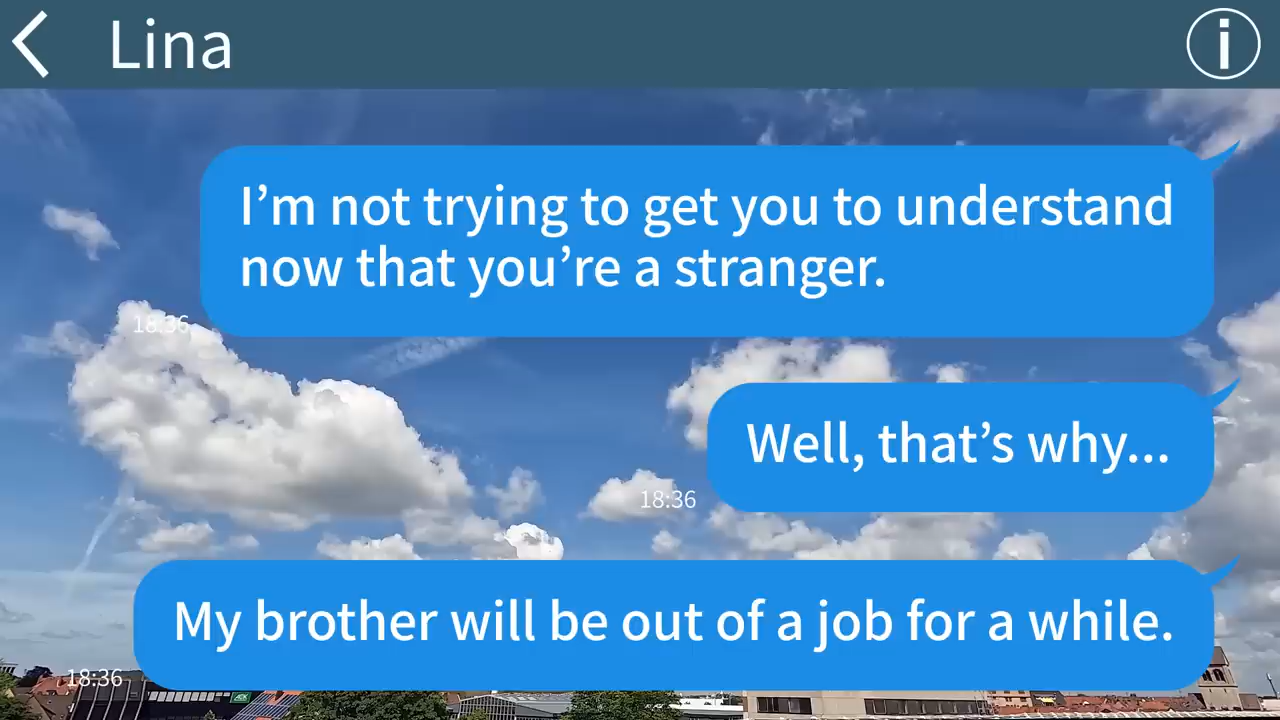 Lina
I’m not trying to get you to understand
now that you’re a stranger.
18:36
Well, that’s why...
18:36
My brother will be out of a job for a while.
18:36